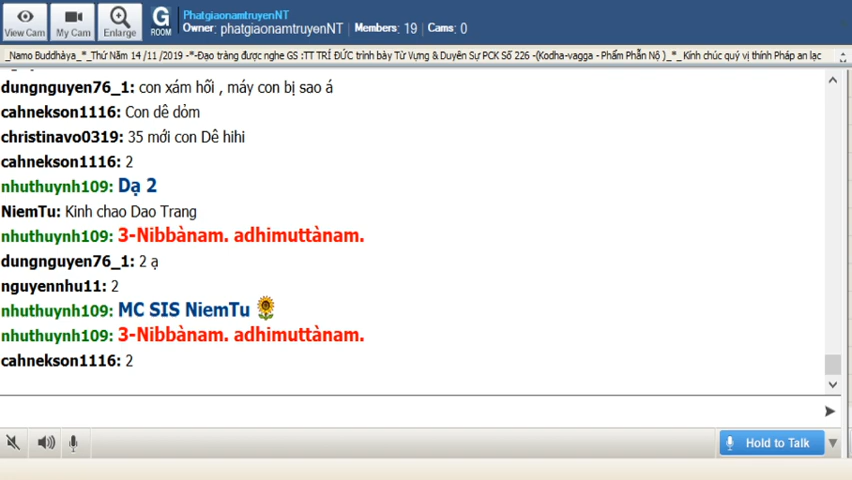 PhatgiaonamtruyenNT
Owner: phatgiaonamtruyenNT | Members: 19 | Cams: 0
View Cam
My Cam
Enlarge
G
ROOM
_Namo Buddhàya_*_Thứ Năm 14 /11 /2019 -*-Đạo tràng được nghe GS :TT TRÍ ĐỨC trình bày Từ Vựng & Duyên Sự PCK Số 226 -(Kodha-vagga - Phẩm Phẫn Nộ )_*_ Kính chúc quý vị thính Pháp an lạc
dungnguyen76_1: con xám hối , máy con bị sao á
cahnekson1116: Con dê dỏm
christinavo0319: 35 mới con Dê hihi
cahnekson1116: 2
nhuthuynh109: Dạ 2
NiemTu: Kinh chao Dao Trang
nhuthuynh109: 3-Nibbànam. adhimuttànam.
dungnguyen76_1: 2 ạ
nguyennhu11: 2
nhuthuynh109: MC SIS NiemTu
nhuthuynh109: 3-Nibbànam. adhimuttànam.
cahnekson1116: 2
Hold to Talk